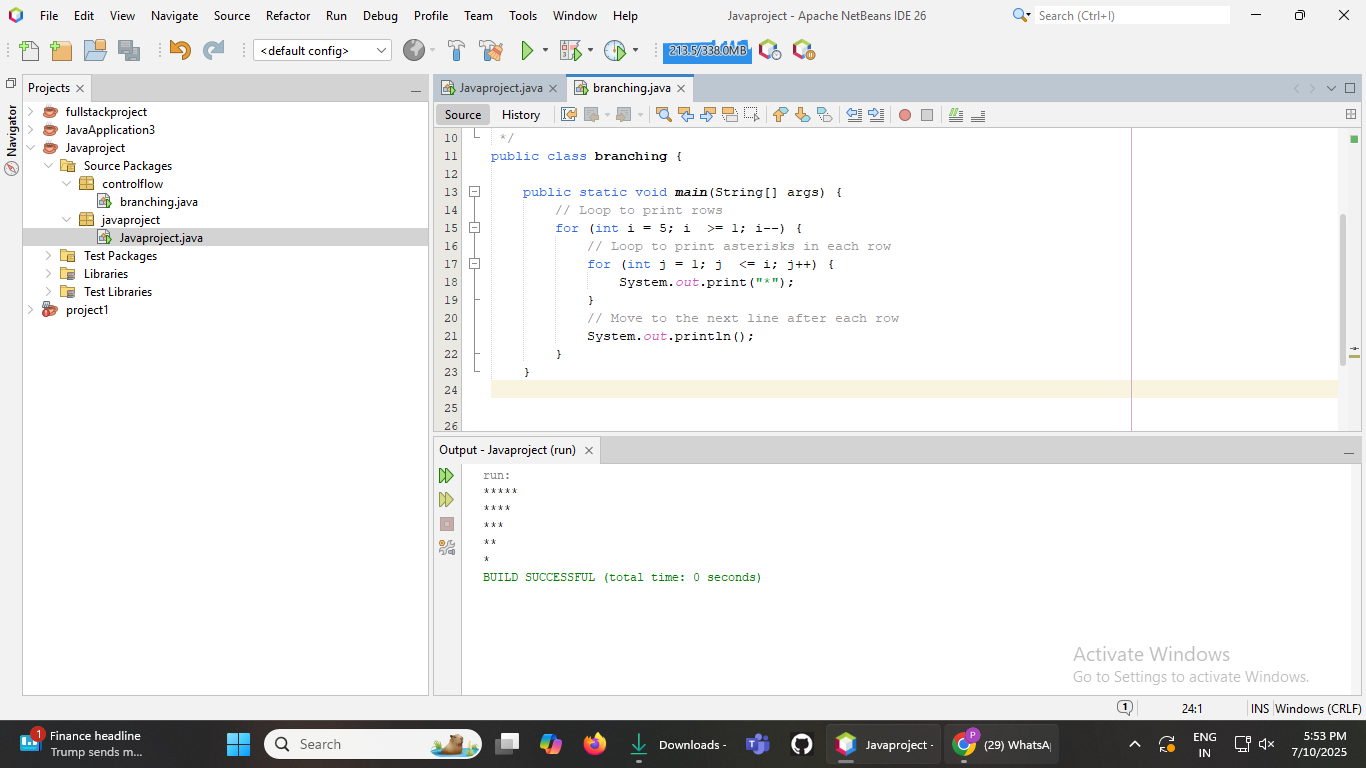 File Edit View Navigate Source Refactor Run Debug Profile Team Tools Window Help
Javaproject - Apache NetBeans IDE 26
Search (Ctrl+I)
<default config>
213.5/338.0MB
Projects
Navigator
fullstackproject
JavaApplication3
Javaproject
Source Packages
controlflow
branching.java
javaproject
Javaproject.java
Test Packages
Libraries
Test Libraries
project1
Javaproject.java branching.java
Source History
10 */
11 public class branching {
12
13 public static void main(String[] args) {
14 // Loop to print rows
15 for (int i = 5; i  >= 1; i--) {
16 // Loop to print asterisks in each row
17 for (int j = 1; j  <= i; j++) {
18 System.out.print("*");
19 }
20 // Move to the next line after each row
21 System.out.println();
22 }
23 }
24
25
26
Output - Javaproject (run)
run:
*****
****
***
**
*
BUILD SUCCESSFUL (total time: 0 seconds)
Activate Windows
Go to Settings to activate Windows.
1
24:1
INS
Windows (CRLF)
1
Finance headline
Trump sends m...
Search
Downloads -
Javaproject -
P
(29) WhatsA
ENG
IN
5:53 PM
7/10/2025